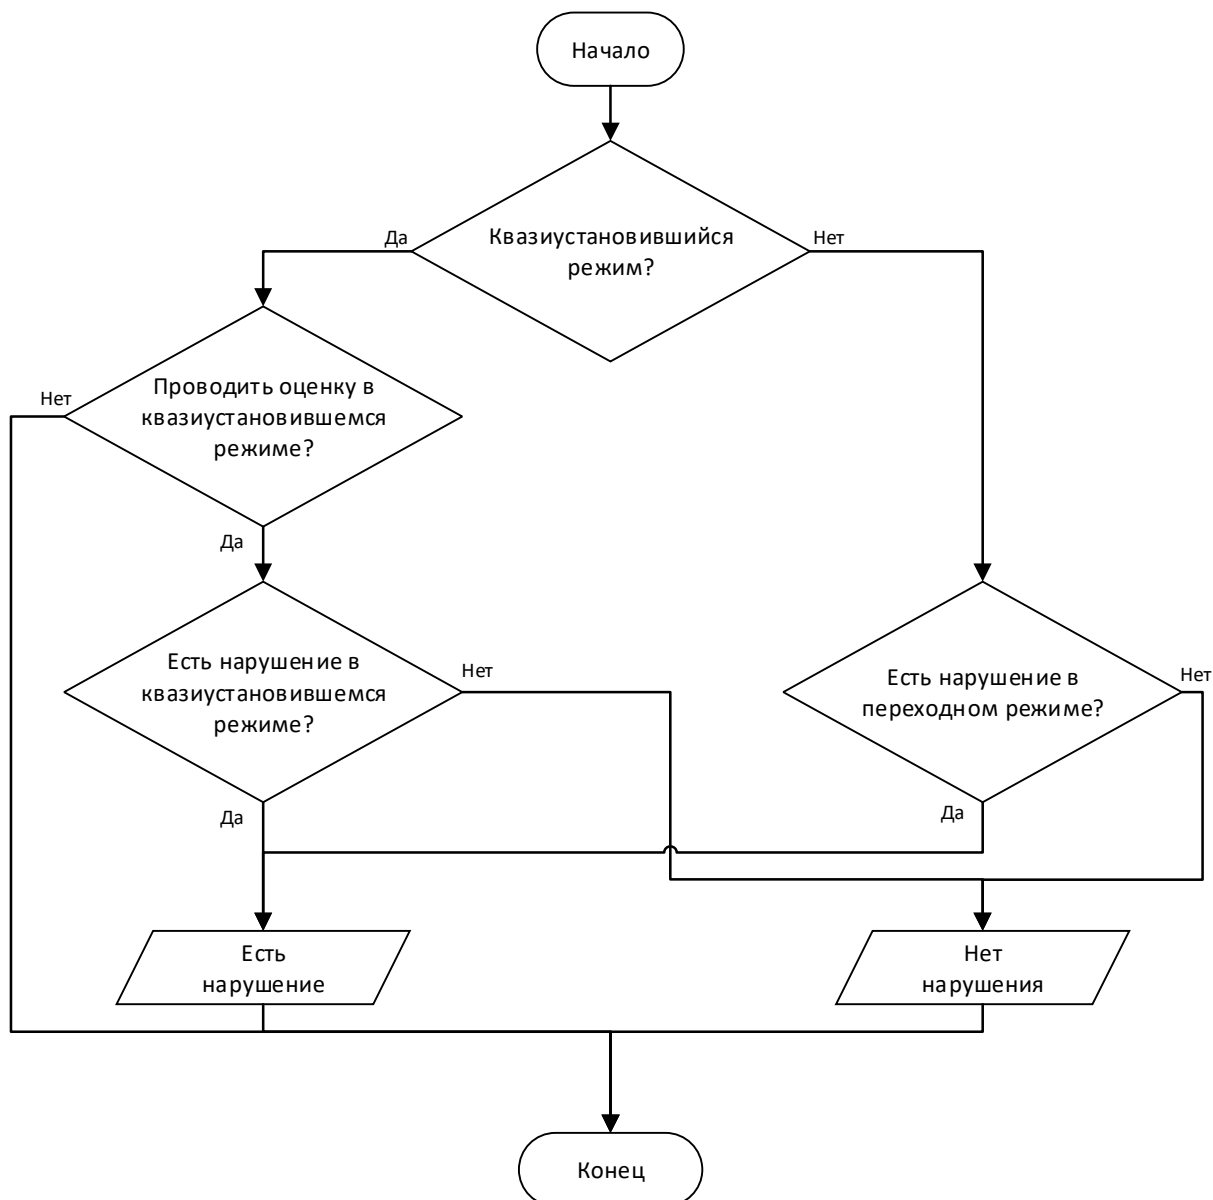 Начало
Да
Квазиустановившийся
режим?
Нет
Нет
Проводить оценку в
квазиустановившемся
режиме?
Да
Есть нарушение в
квазиустановившемся
режиме?
Нет
Есть нарушение в
переходном режиме?
Нет
Да
Да
Есть
нарушение
Нет
нарушения
Конец